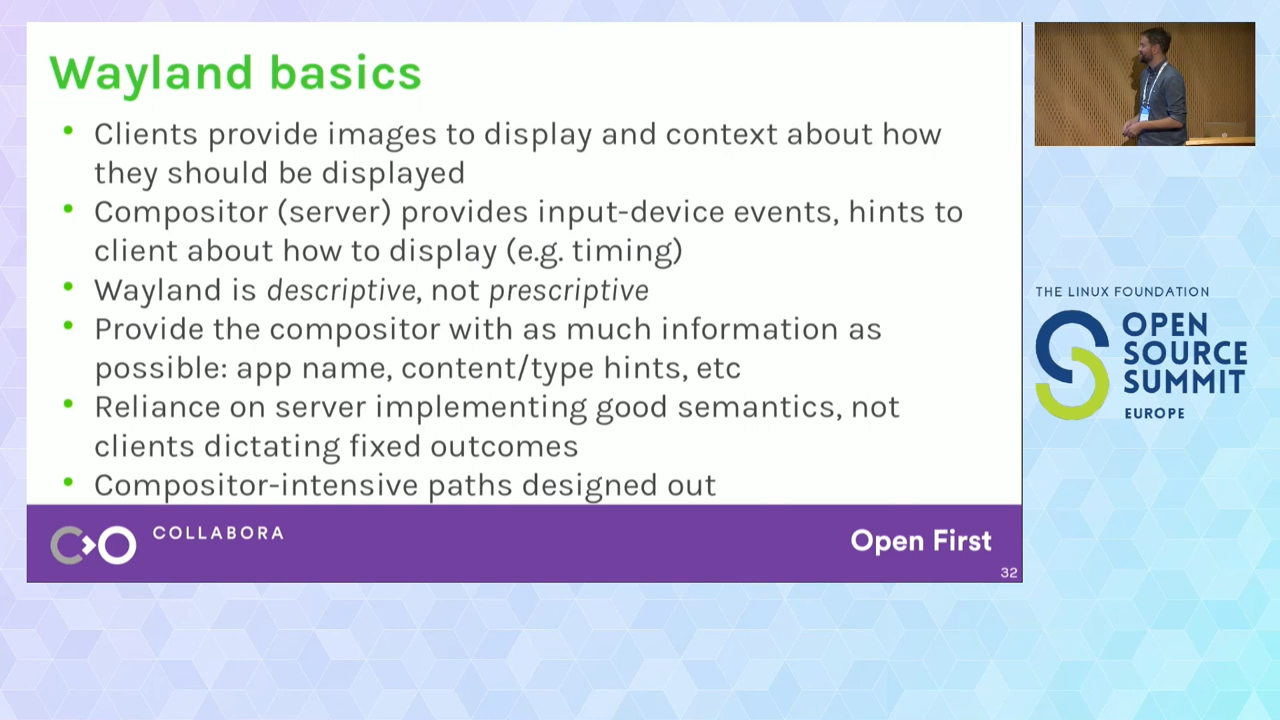 Wayland basics
• Clients provide images to display and context about how
they should be displayed
• Compositor (server) provides input-device events, hints to
client about how to display (e.g. timing)
• Wayland is descriptive, not prescriptive
• Provide the compositor with as much information as
possible: app name, content/type hints, etc
• Reliance on server implementing good semantics, not
clients dictating fixed outcomes
• Compositor-intensive paths designed out
COLLABORA
Open First
32
THE LINUX FOUNDATION
OPEN
SOURCE
SUMMIT
EUROPE